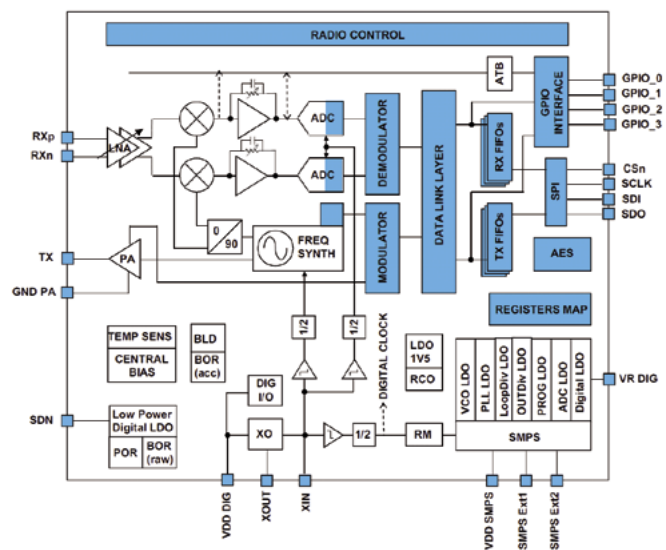 RADIO CONTROL
ATB
GPIO
INTERFACE
GPIO_0
GPIO_1
GPIO_2
GPIO_3
RXp
RXn
LNA
ADC
ADC
DEMODULATOR
DATA LINK LAYER
RX FIFOs
SPI
CSn
SCLK
SDI
SDO
0
90
FREQ
SYNTH
MODULATOR
TX FIFOs
AES
TX
PA
GND PA
REGISTERS MAP
1/2
1/2
TEMP SENS
CENTRAL
BIAS
BLD
BOR
(acc)
DIGITAL CLOCK
LDO
1V5
RCO
VCO LDO
PLL LDO
LoopDiv LDO
OUTDiv LDO
PROG LDO
ADC LDO
Digital LDO
SMPS
VR DIG
DIG
I/O
SDN
Low Power
Digital LDO
POR
BOR
(raw)
XO
1/2
RM
VDD DIG
XOUT
XIN
VDD SMPS
SMPS Ext1
SMPS Ext2